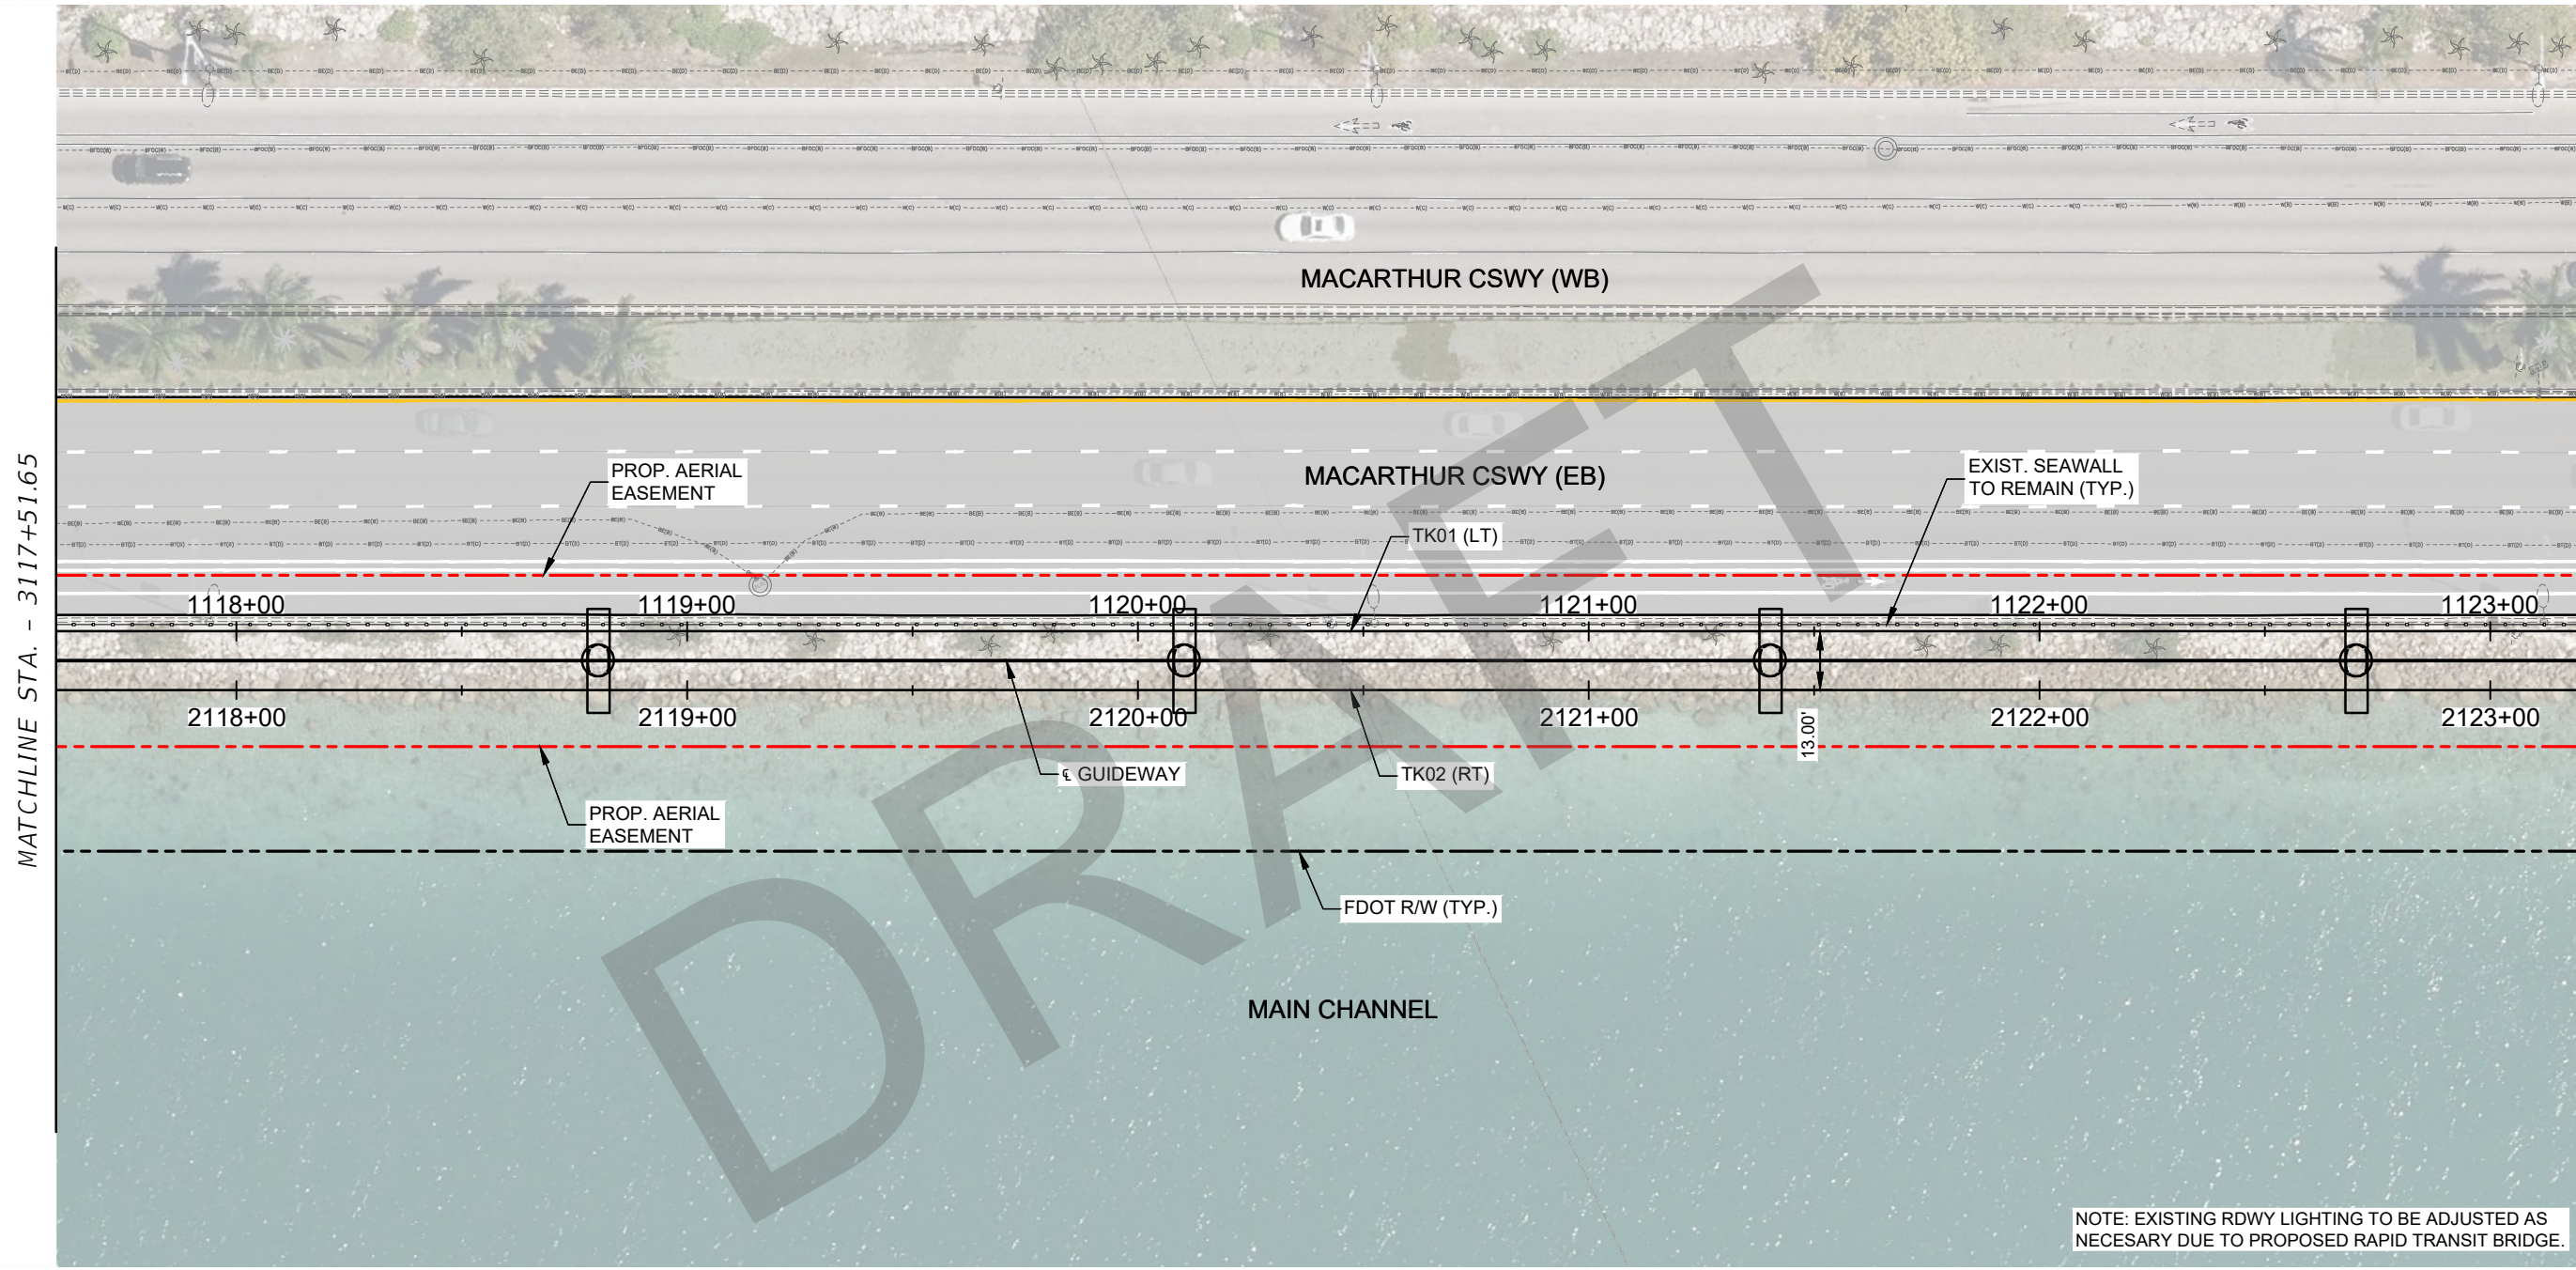 MACARTHUR CSWY (WB)
MATCHLINE STA. - 3117+51.65
PROP. AERIAL
EASEMENT
MACARTHUR CSWY (EB)
EXIST. SEAWALL
TO REMAIN (TYP.)
TK01 (LT)
1118+00
1119+00
1120+00
1121+00
1122+00
1123+00
2118+00
2119+00
2120+00
2121+00
2122+00
2123+00
13.00'
℄ GUIDEWAY
TK02 (RT)
PROP. AERIAL
EASEMENT
FDOT R/W (TYP.)
MAIN CHANNEL
DRAFT
NOTE: EXISTING RDWY LIGHTING TO BE ADJUSTED AS
NECESARY DUE TO PROPOSED RAPID TRANSIT BRIDGE.